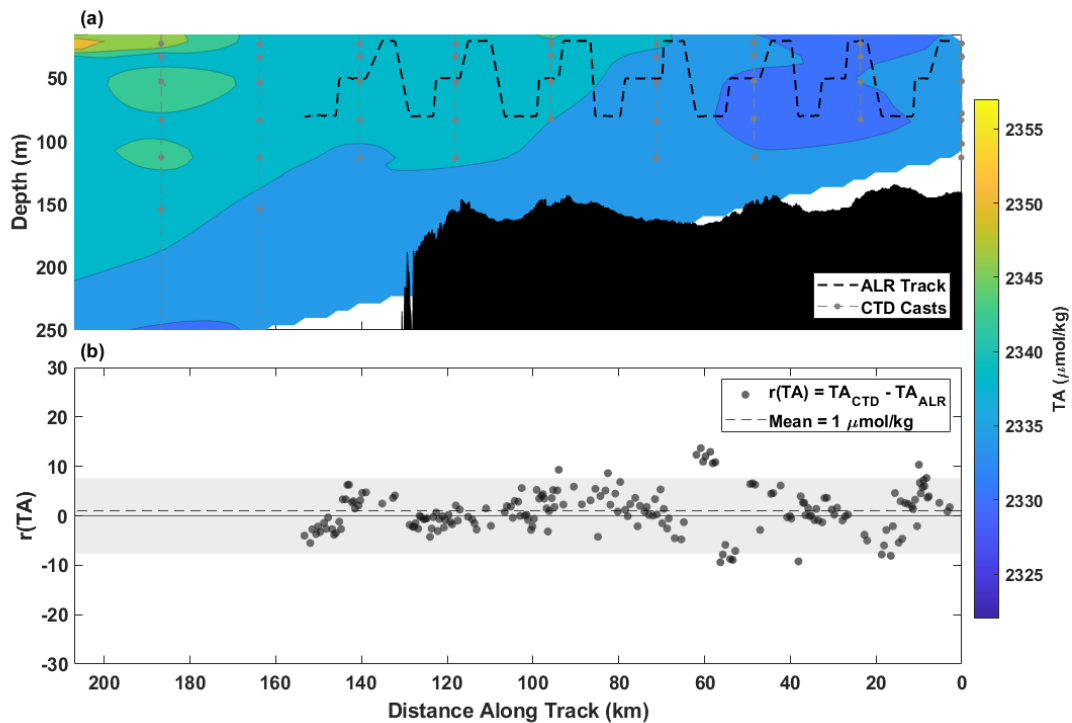 (a)
50
100
150
200
250
Depth (m)
ALR Track
CTD Casts
2355
2350
2345
2340
2335
2330
2325
TA (μmol/kg)
(b)
30
20
10
0
-10
-20
-30
r(TA)
r(TA) = TA_CTD - TA_ALR
Mean = 1 μmol/kg
200 180 160 140 120 100 80 60 40 20 0
Distance Along Track (km)